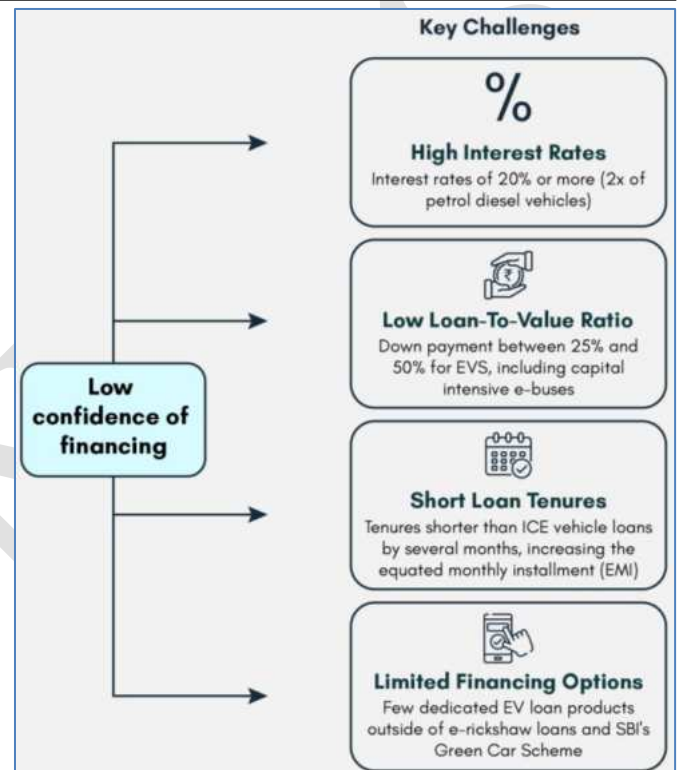 Key Challenges
%
High Interest Rates
Interest rates of 20% or more (2x of
petrol diesel vehicles)
₹
Low Loan-To-Value Ratio
Down payment between 25% and
50% for EVS, including capital
intensive e-buses
Low
confidence of
financing
Short Loan Tenures
Tenures shorter than ICE vehicle loans
by several months, increasing the
equated monthly installment (EMI)
Limited Financing Options
Few dedicated EV loan products
outside of e-rickshaw loans and SBI's
Green Car Scheme